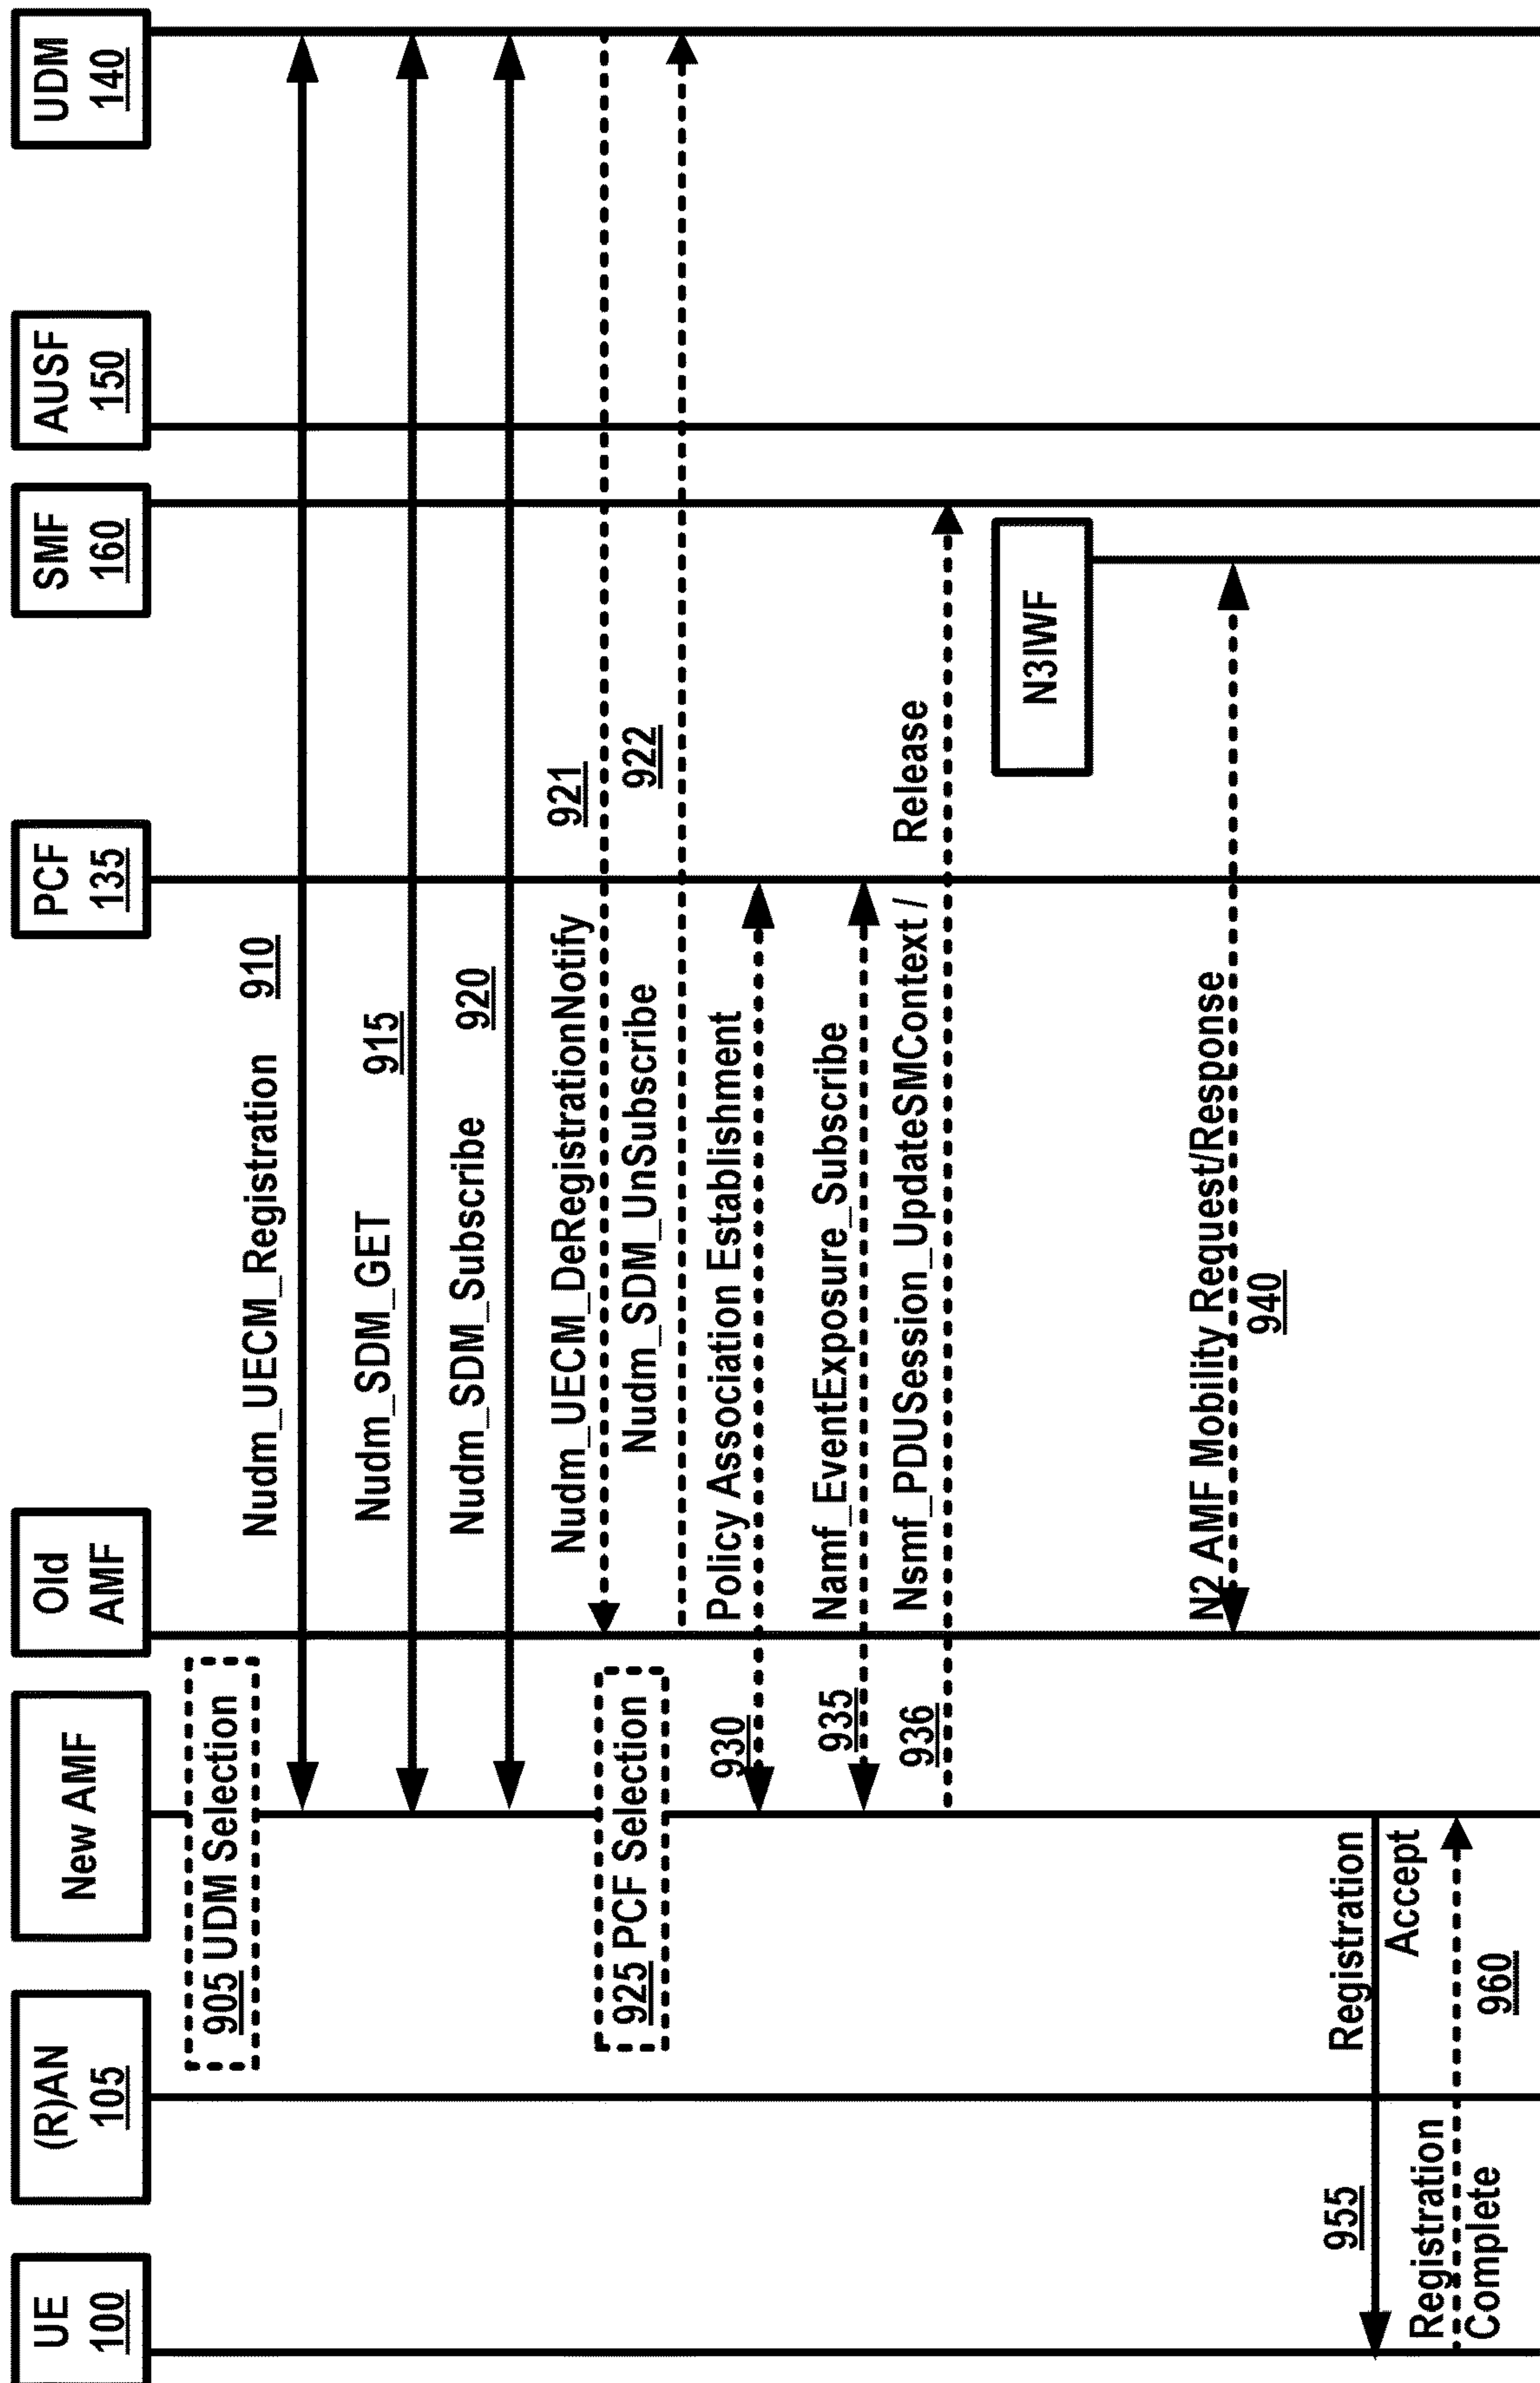 UE
100
(R)AN
105
New AMF
Old
AMF
PCF
135
SMF
160
AUSF
150
UDM
140
905 UDM Selection
Nudm_UECM_Registration 910
Nudm_SDM_GET 915
Nudm_SDM_Subscribe 920
Nudm_UECM_DeRegistrationNotify 921
Nudm_SDM_UnSubscribe 922
925 PCF Selection
930 Policy Association Establishment
935 Namf_EventExposure_Subscribe
936 Nsmf_PDUSession_UpdateSMContext / Release
N3IWF
N2 AMF Mobility Request/Response
940
955 Registration
Accept
Registration
Complete
960